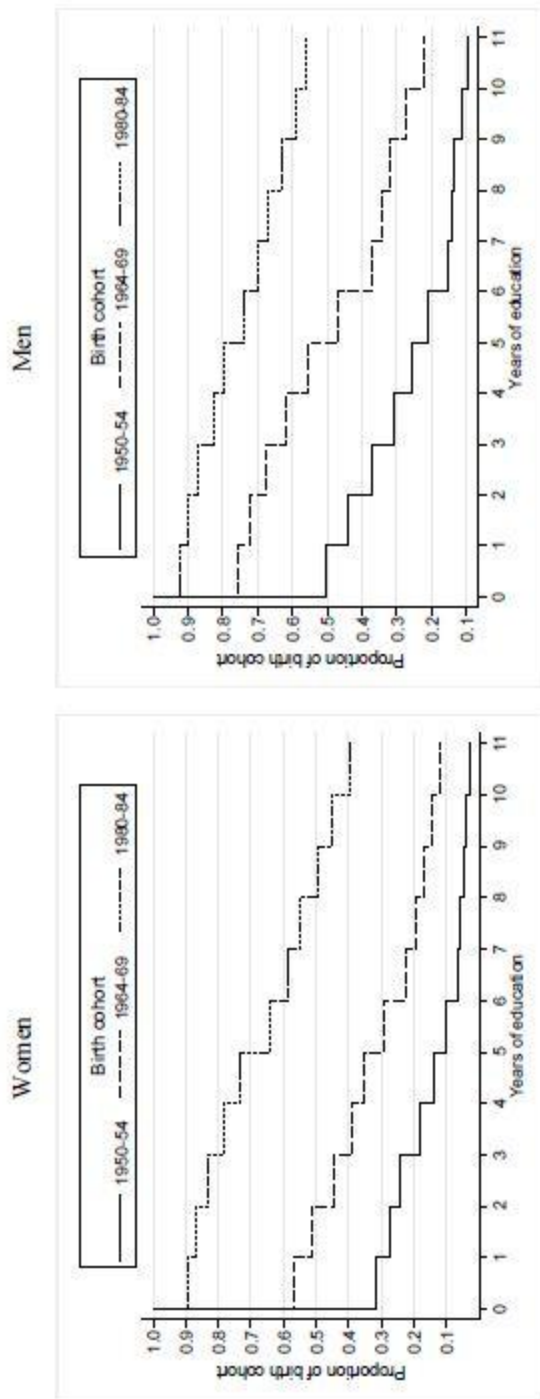 Women
Birth cohort
1950-54 1964-69 1980-84
Proportion of birth cohort
1.0
0.9
0.8
0.7
0.6
0.5
0.4
0.3
0.2
0.1
0 1 2 3 4 5 6 7 8 9 10 11
Years of education
Men
Birth cohort
1950-54 1964-69 1980-84
Proportion of birth cohort
1.0
0.9
0.8
0.7
0.6
0.5
0.4
0.3
0.2
0.1
0 1 2 3 4 5 6 7 8 9 10 11
Years of education